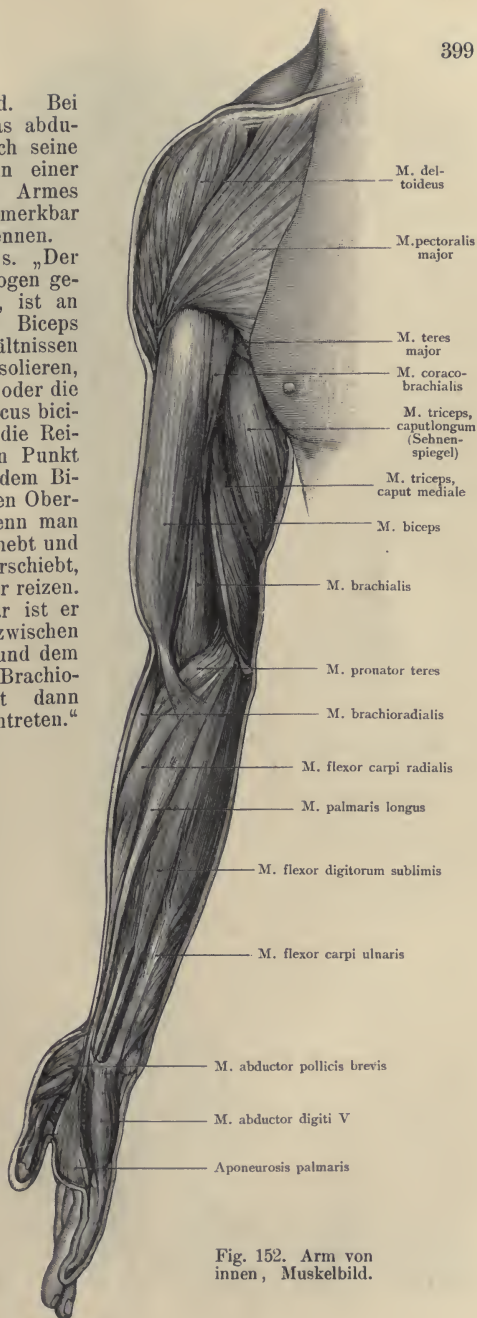 399
d. Bei
as abdu-
ch seine
n einer
Armes
merkbar
ennen.
s. „Der
ogen ge-
, ist an
Biceps
iltnissen
solieren,
oder die
cus bici-
die Rei-
n Punkt
dem Bi-
en Ober-
enn man
hebt und
rschiebt,
r reizen.
ar ist er
zwischen
und dem
Brachio-
t dann
ntreten.“
M. del-
toideus
M. pectoralis
major
M. teres
major
M. coraco-
brachialis
M. triceps,
caput longum
(Sehnen-
spiegel)
M. triceps,
caput mediale
M. biceps
M. brachialis
M. pronator teres
M. brachioradialis
M. flexor carpi radialis
M. palmaris longus
M. flexor digitorum sublimis
M. flexor carpi ulnaris
M. abductor pollicis brevis
M. abductor digiti V
Aponeurosis palmaris
Fig. 152. Arm von
innen, Muskelbild.